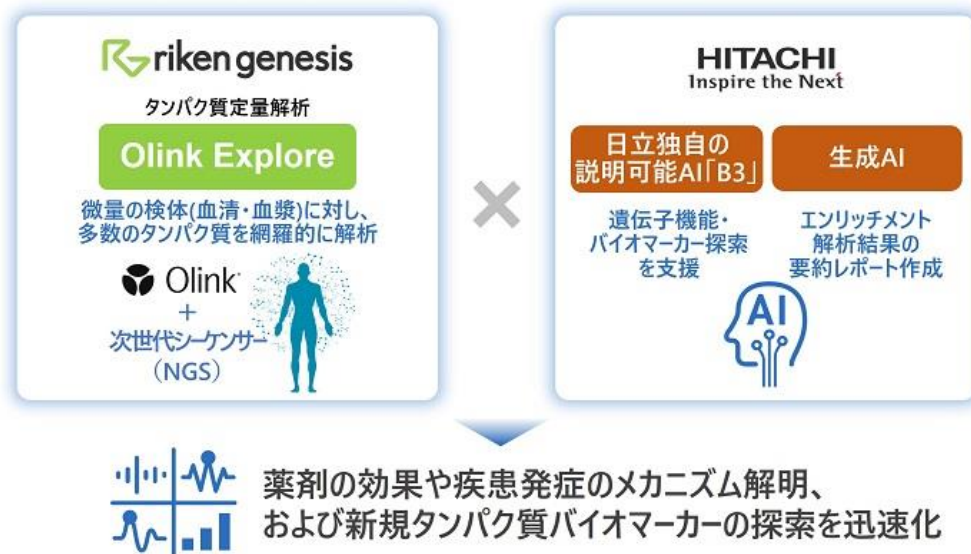 riken genesis
タンパク質定量解析
Olink Explore
微量の検体(血清・血漿)に対し、
多数のタンパク質を網羅的に解析
Olink
+
次世代シーケンサー
(NGS)
×
HITACHI
Inspire the Next
日立独自の
説明可能AI「B3」
生成AI
遺伝子機能・
バイオマーカー探索
を支援
エンリッチメント
解析結果の
要約レポート作成
AI
薬剤の効果や疾患発症のメカニズム解明、
および新規タンパク質バイオマーカーの探索を迅速化